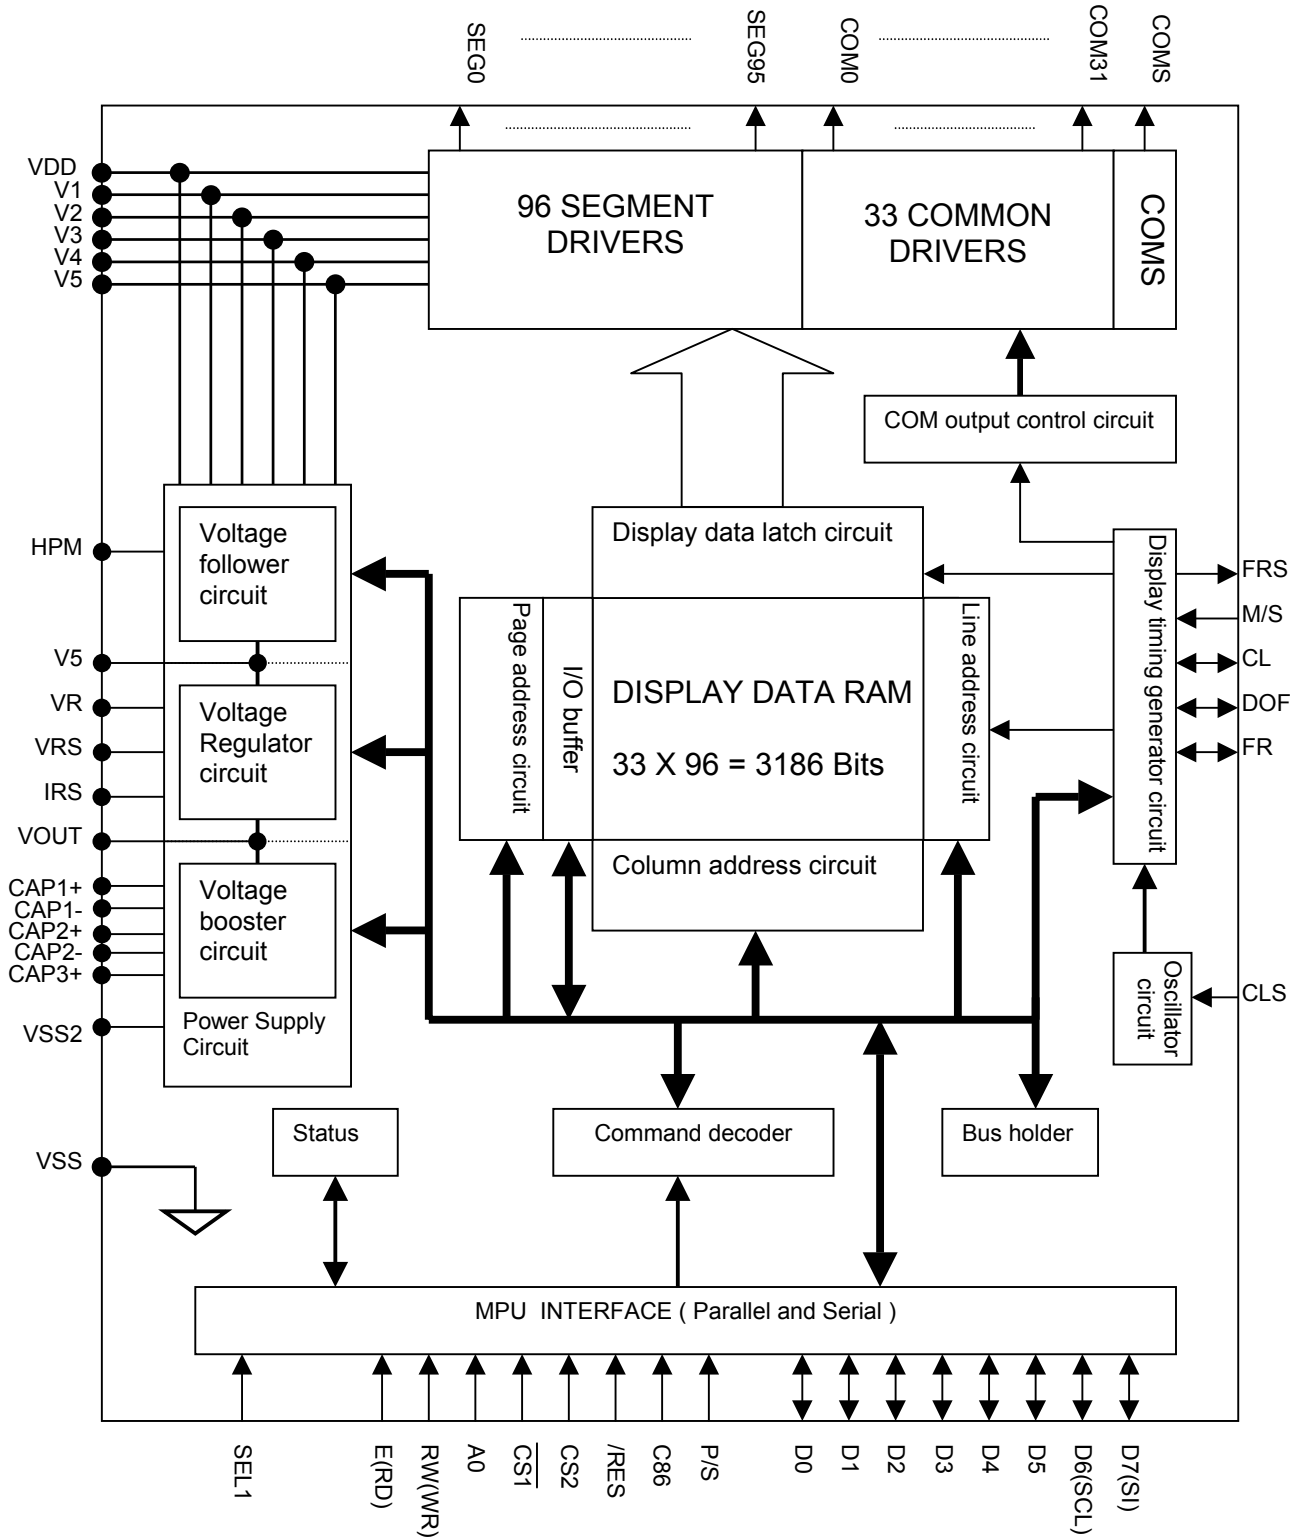 SEG0
SEG95
COM0
COM31
COMS
VDD
V1
V2
V3
V4
V5
96 SEGMENT
DRIVERS
33 COMMON
DRIVERS
COMS
COM output control circuit
HPM
V5
VR
VRS
IRS
VOUT
CAP1+
CAP1-
CAP2+
CAP2-
CAP3+
VSS2
VSS
Voltage
follower
circuit
Voltage
Regulator
circuit
Voltage
booster
circuit
Power Supply
Circuit
Display data latch circuit
Page address circuit
I/O buffer
DISPLAY DATA RAM
33 X 96 = 3186 Bits
Line address circuit
Column address circuit
Display timing generator circuit
FRS
M/S
CL
DOF
FR
Oscillator
circuit
CLS
Status
Command decoder
Bus holder
MPU INTERFACE ( Parallel and Serial )
SEL1
E(RD)
RW(WR)
A0
CS1
CS2
/RES
C86
P/S
D0
D1
D2
D3
D4
D5
D6(SCL)
D7(SI)